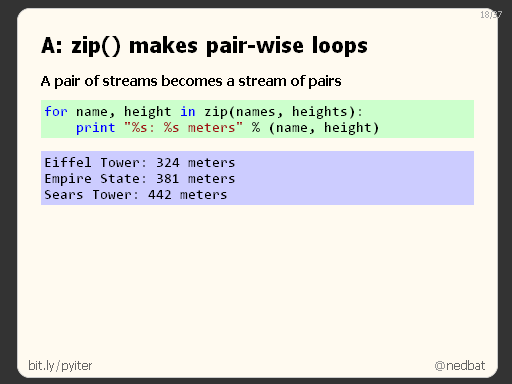 18/37
A: zip() makes pair-wise loops
A pair of streams becomes a stream of pairs
for name, height in zip(names, heights):
    print "%s: %s meters" % (name, height)
Eiffel Tower: 324 meters
Empire State: 381 meters
Sears Tower: 442 meters
bit.ly/pyiter
@nedbat